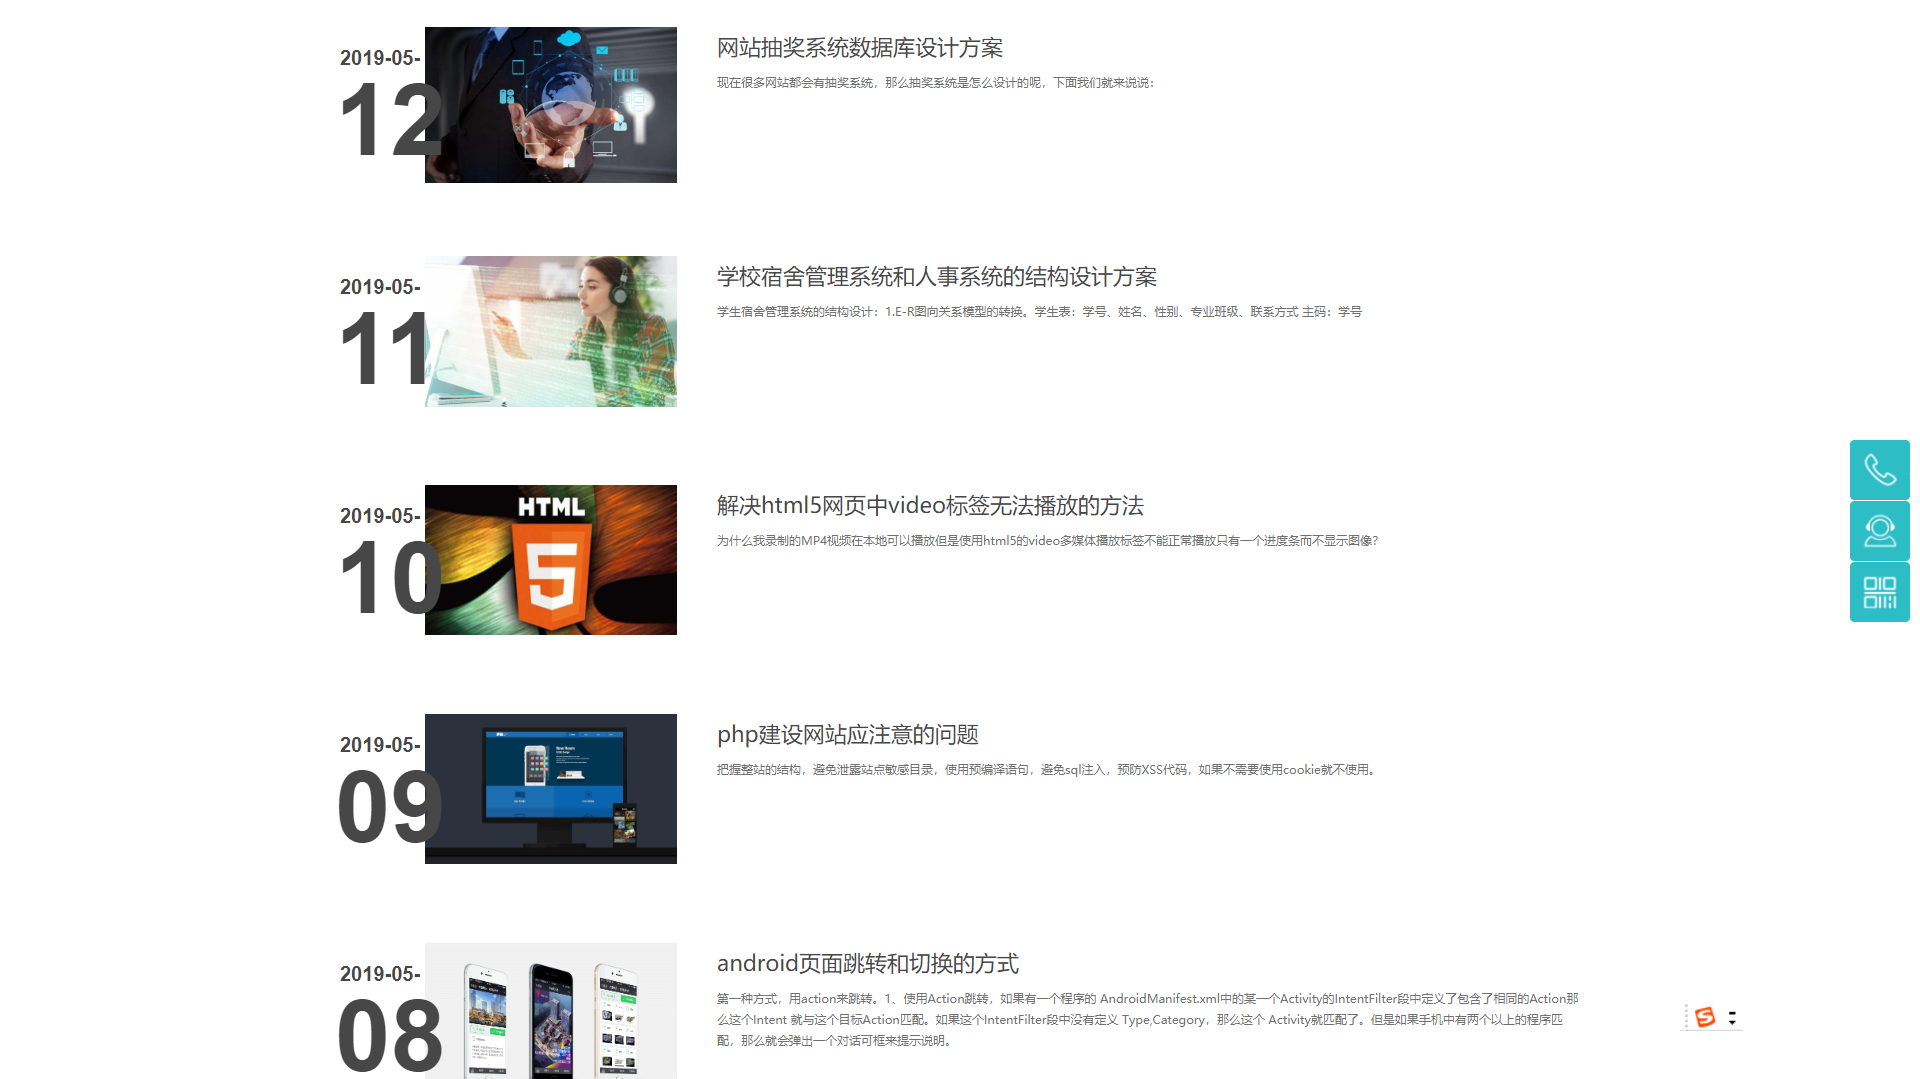 2019-05-
12
网站抽奖系统数据库设计方案
现在很多网站都会有抽奖系统，那么抽奖系统是怎么设计的呢，下面我们就来说说：
2019-05-
11
学校宿舍管理系统和人事系统的结构设计方案
学生宿舍管理系统的结构设计：1.E-R图向关系模型的转换。学生表：学号、姓名、性别、专业班级、联系方式 主码：学号
2019-05-
10
HTML
5
解决html5网页中video标签无法播放的方法
为什么我录制的MP4视频在本地可以播放但是使用html5的video多媒体播放标签不能正常播放只有一个进度条而不显示图像?
2019-05-
09
php建设网站应注意的问题
把握整站的结构，避免泄露站点敏感目录，使用预编译语句，避免sql注入，预防XSS代码，如果不需要使用cookie就不使用。
2019-05-
08
android页面跳转和切换的方式
第一种方式，用action来跳转。1、使用Action跳转，如果有一个程序的 AndroidManifest.xml中的某一个Activity的IntentFilter段中定义了包含了相同的Action那
么这个Intent 就与这个目标Action匹配。如果这个IntentFilter段中没有定义 Type,Category，那么这个 Activity就匹配了。但是如果手机中有两个以上的程序匹
配，那么就会弹出一个对话可框来提示说明。